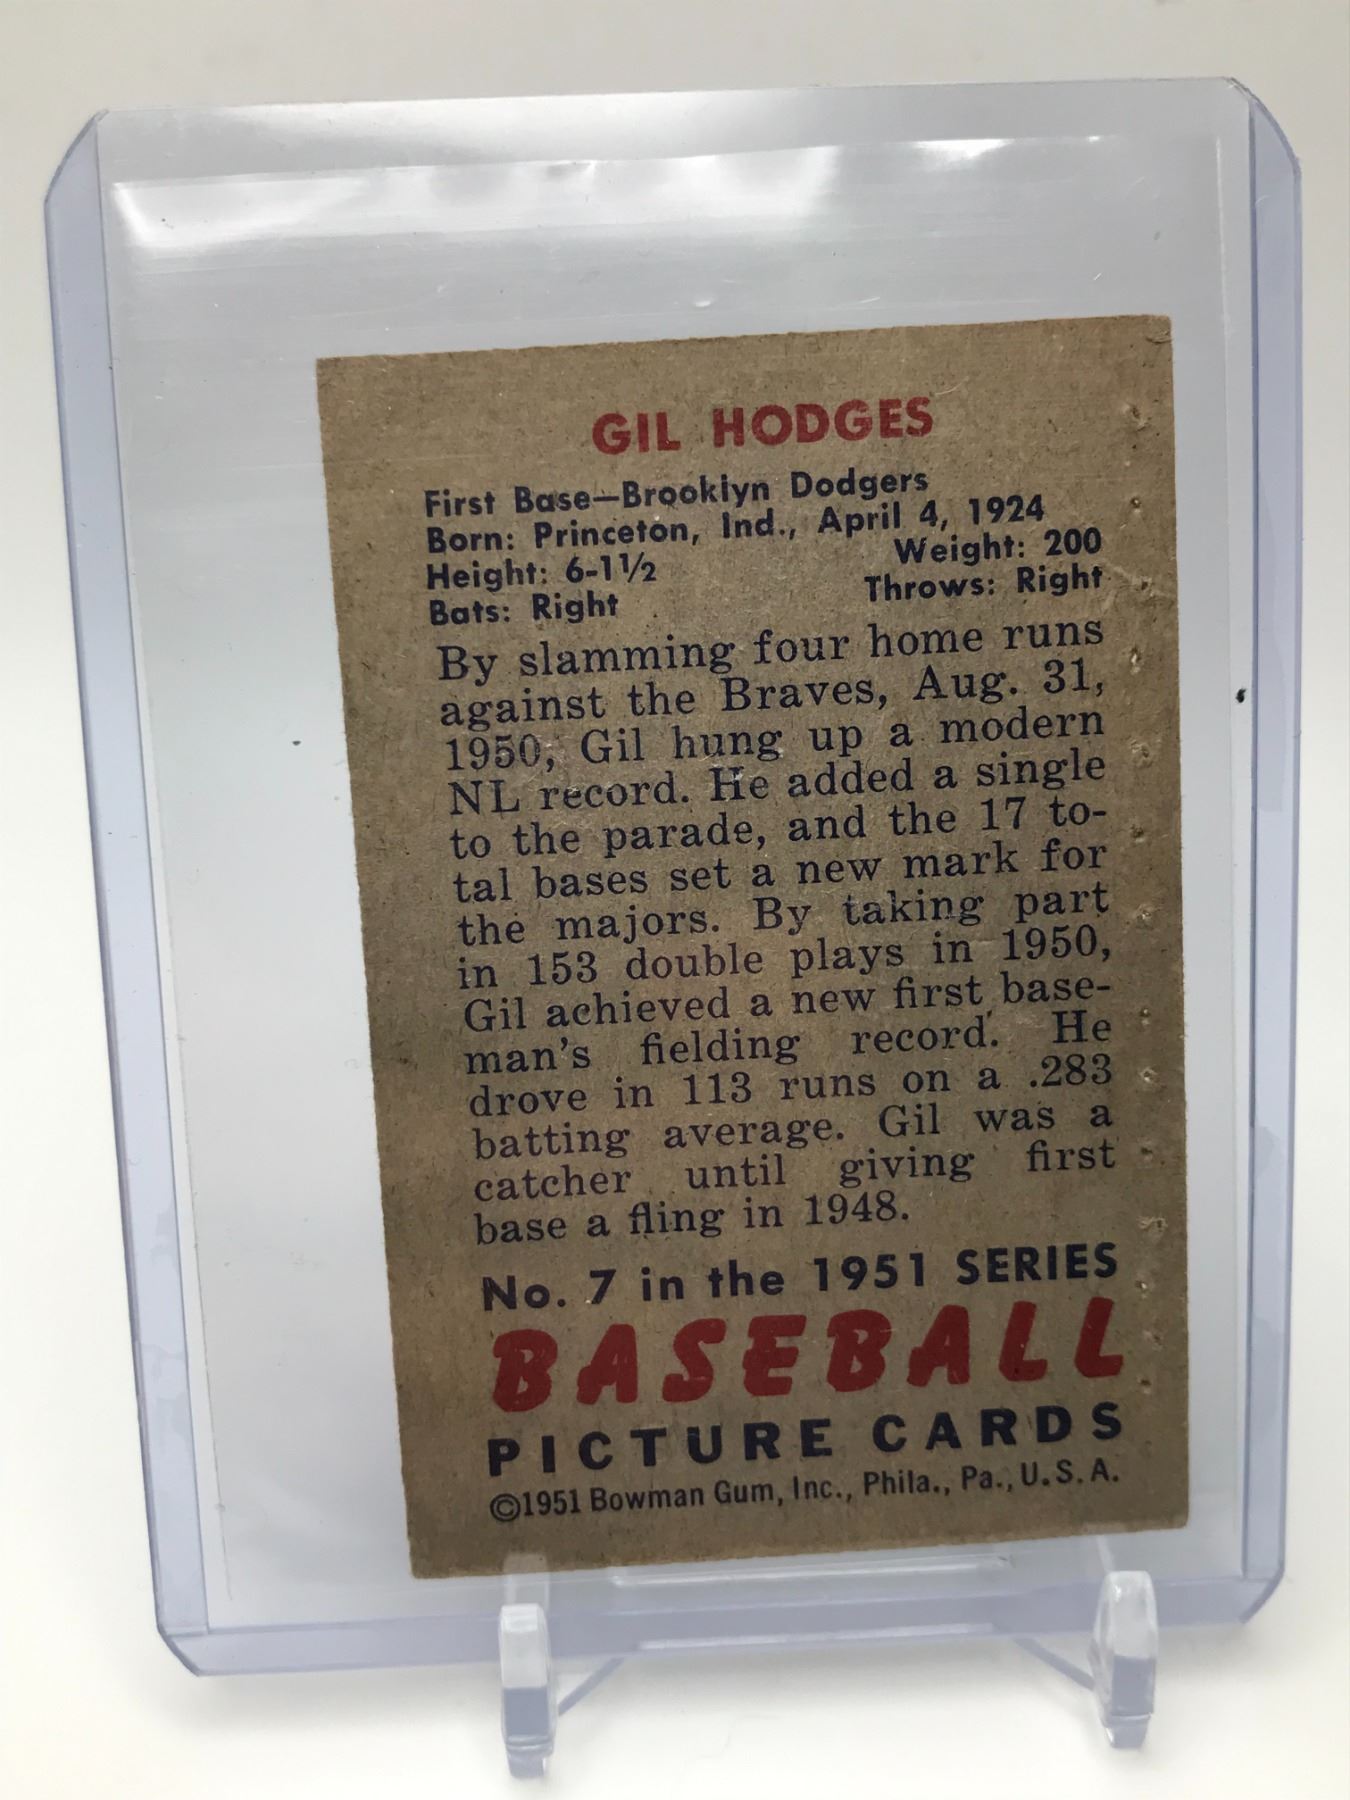 GIL HODGES
First Base—Brooklyn Dodgers
Born: Princeton, Ind., April 4, 1924
Height: 6-1½ Weight: 200
Bats: Right Throws: Right
By slamming four home runs
against the Braves, Aug. 31,
1950, Gil hung up a modern
NL record. He added a single
to the parade, and the 17 to-
tal bases set a new mark for
the majors. By taking part
in 153 double plays in 1950,
Gil achieved a new first base-
man's fielding record. He
drove in 113 runs on a .283
batting average. Gil was a
catcher until giving first
base a fling in 1948.
No. 7 in the 1951 SERIES
BASEBALL
PICTURE CARDS
©1951 Bowman Gum, Inc., Phila., Pa., U.S.A.